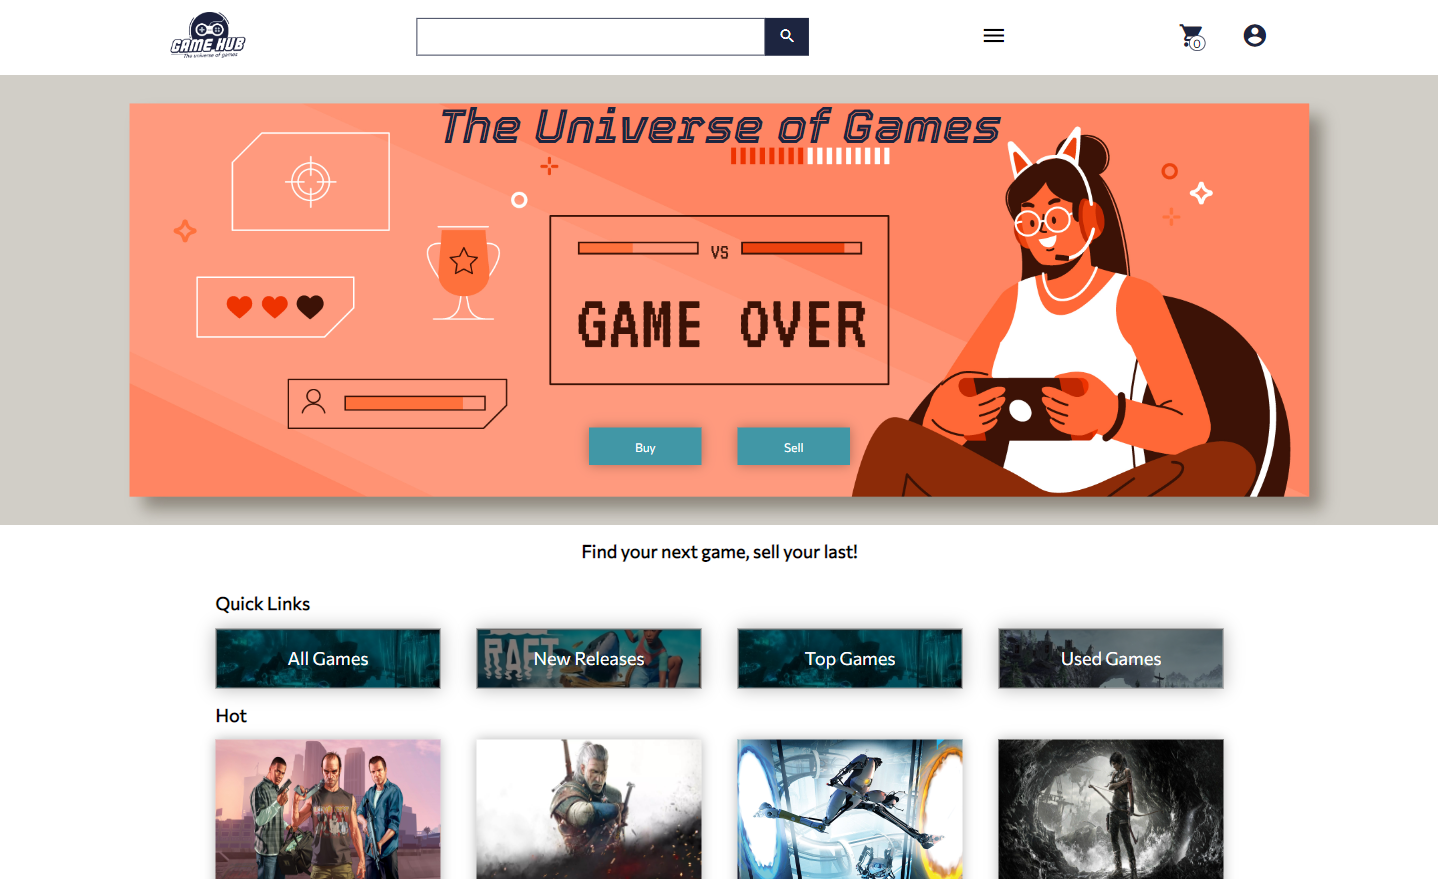 GAME HUB
The universe of games
0
The Universe of Games
VS
GAME OVER
Buy
Sell
Find your next game, sell your last!
Quick Links
All Games
RAFT
New Releases
Top Games
Used Games
Hot